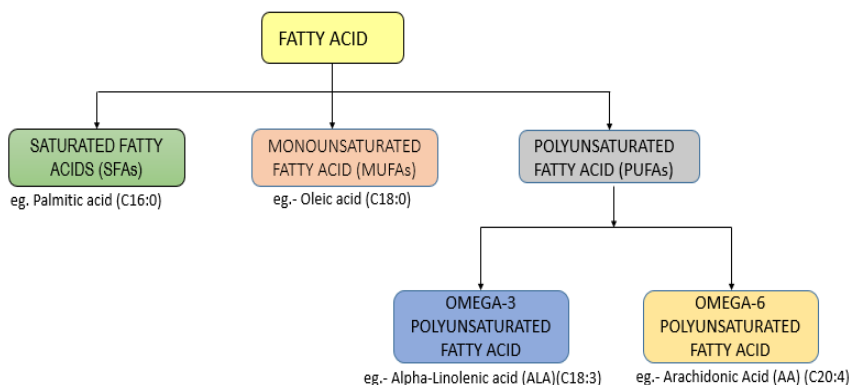 FATTY ACID
SATURATED FATTY
ACIDS (SFAs)
eg. Palmitic acid (C16:0)
MONOUNSATURATED
FATTY ACID (MUFAs)
eg.- Oleic acid (C18:0)
POLYUNSATURATED
FATTY ACID (PUFAs)
OMEGA-3
POLYUNSATURATED
FATTY ACID
eg.- Alpha-Linolenic acid (ALA)(C18:3)
OMEGA-6
POLYUNSATURATED
FATTY ACID
eg.- Arachidonic Acid (AA) (C20:4)